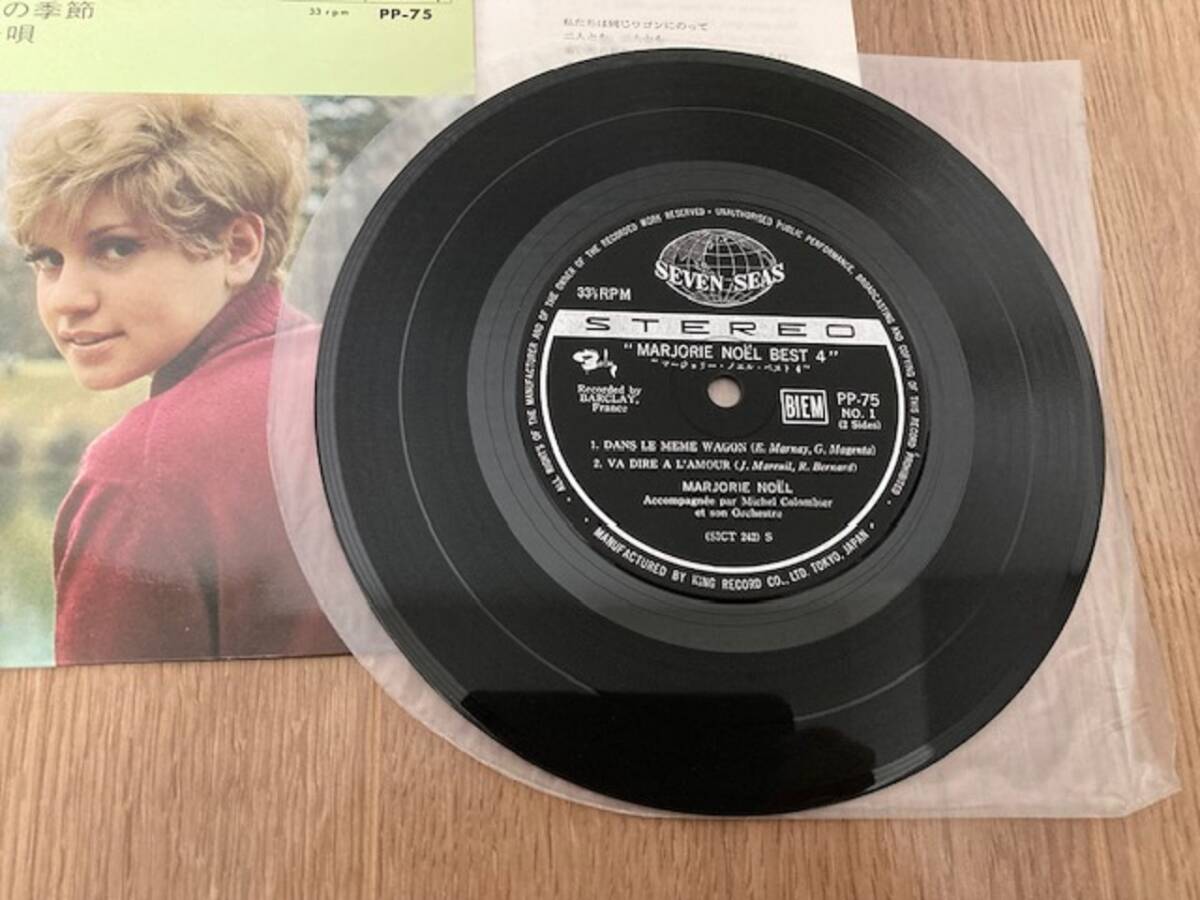 の季節
唄
33 rpm PP-75
私たちは同じワゴンにのって
ALL RIGHTS OF THE MANUFACTURER AND OF THE OWNER OF THE RECORDED WORK RESERVED • UNAUTHORISED PUBLIC PERFORMANCE, BROADCASTING AND COPYING OF THIS RECORD PROHIBITED
SEVEN SEAS
33⅓RPM
STEREO
"MARJORIE NOËL BEST 4"
"マージョリー・ノエル・ベスト4"
Recorded by
BARCLAY,
France
BIEM
PP-75
NO. 1
(2 Sides)
1. DANS LE MEME WAGON (E. Marnay, G. Magenta)
2. VA DIRE A L'AMOUR (J. Mareuil, R. Bernard)
MARJORIE NOËL
Accompagnée par Michel Colombier
et son Orchestre
(53CT 242) S
MANUFACTURED BY KING RECORD CO., LTD. TOKYO, JAPAN